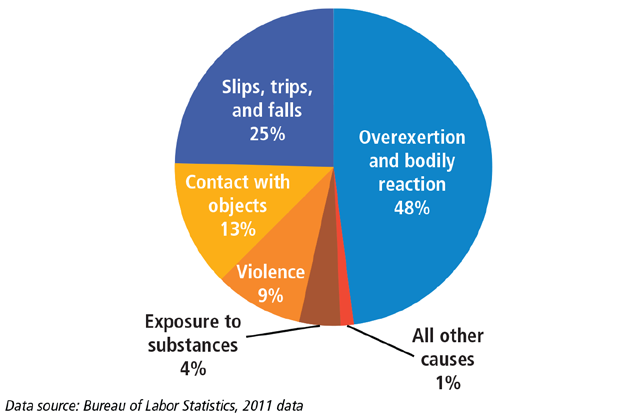 Slips, trips,
and falls
25%
Overexertion
and bodily
reaction
48%
Contact with
objects
13%
Violence
9%
Exposure to
substances
4%
All other
causes
1%
Data source: Bureau of Labor Statistics, 2011 data